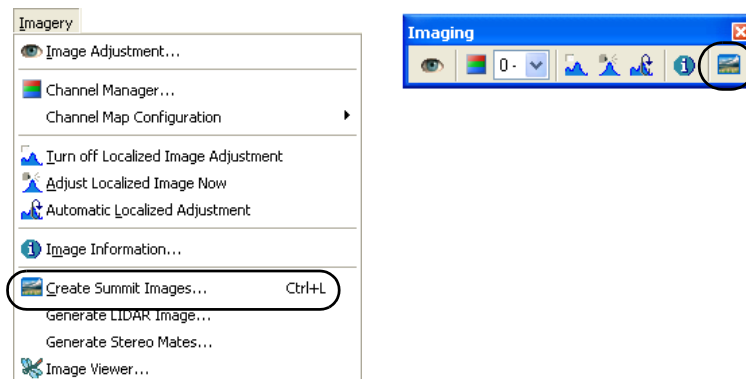 Imagery
Image Adjustment...
Channel Manager...
Channel Map Configuration
Turn off Localized Image Adjustment
Adjust Localized Image Now
Automatic Localized Adjustment
Image Information...
Create Summit Images... Ctrl+L
Generate LIDAR Image...
Generate Stereo Mates...
Image Viewer...
Imaging
0 -